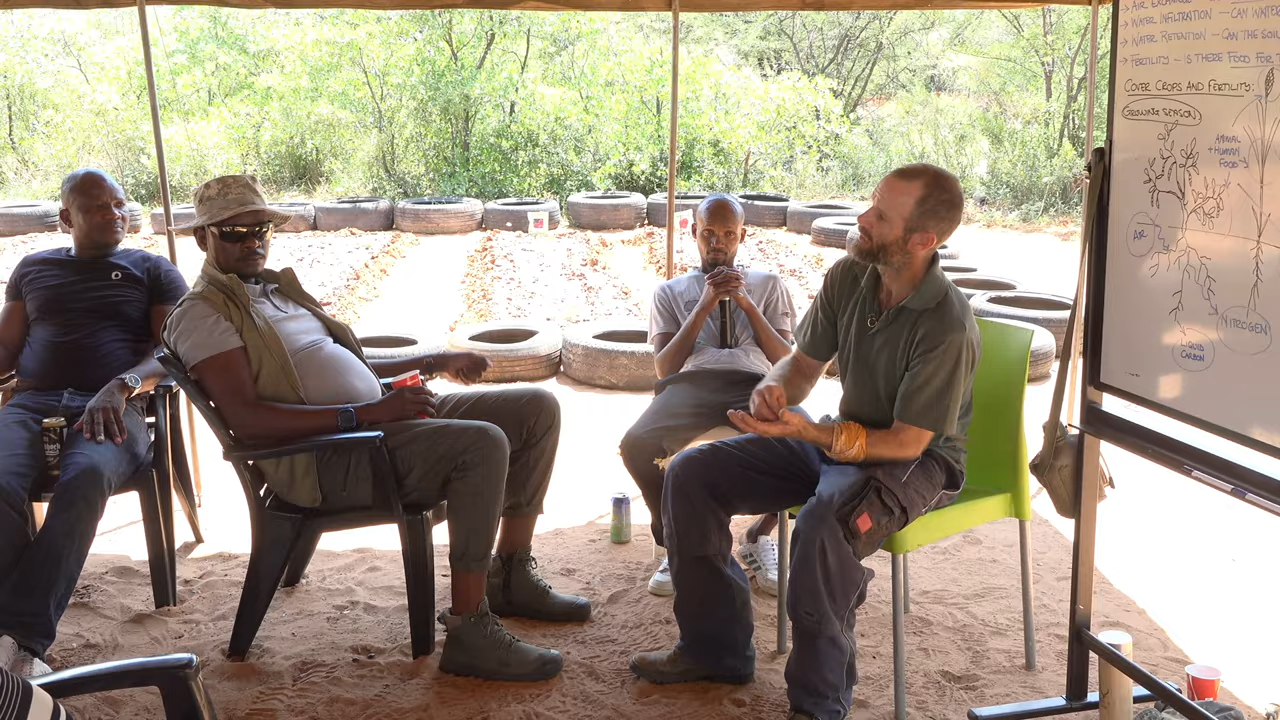 → AIR EXCHANGE
→ WATER INFILTRATION — CAN WATER
→ WATER RETENTION — CAN THE SOIL
→ FERTILITY — IS THERE FOOD FOR
COVER CROPS AND FERTILITY:
GROWING SEASON
ANIMAL
+ HUMAN
FOOD
AIR
NITROGEN
LIQUID
CARBON